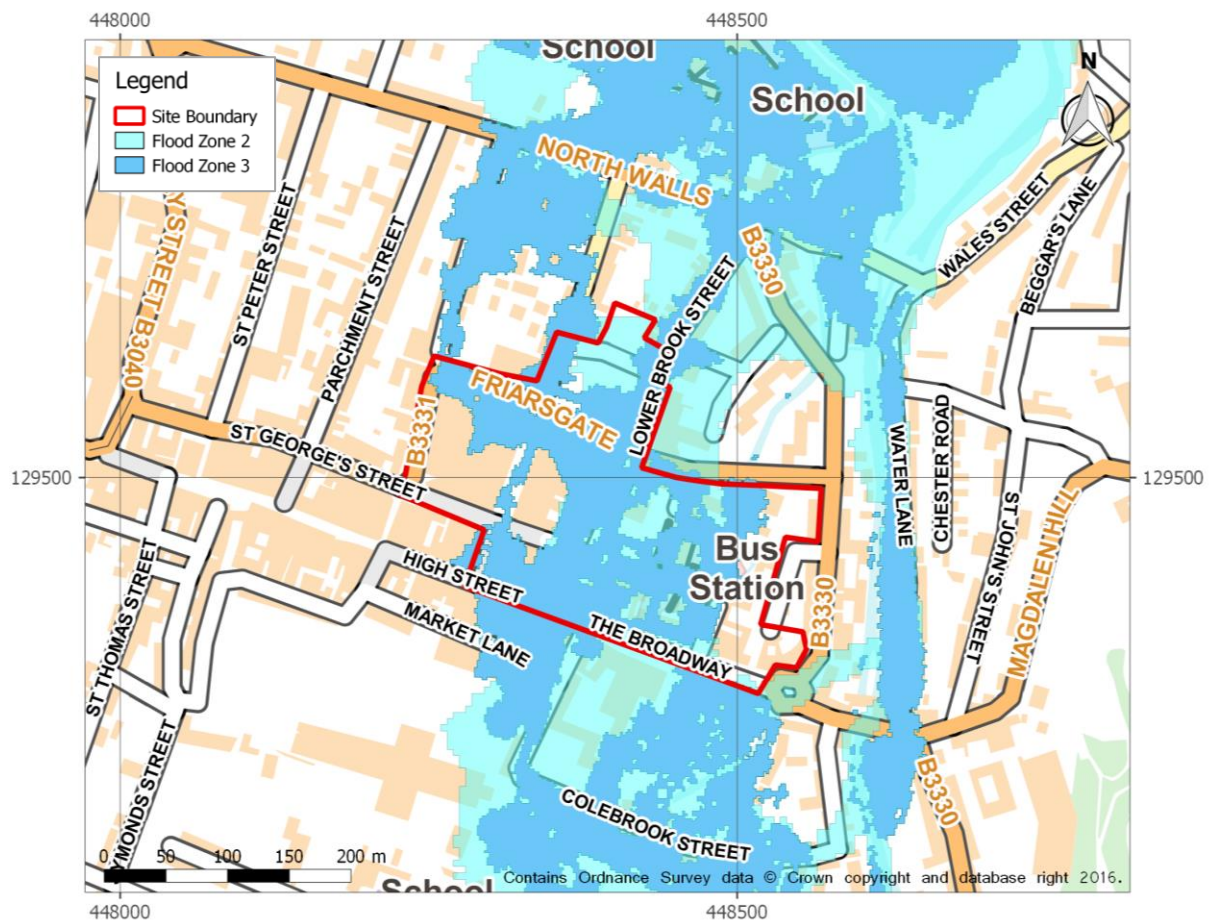 448000
448500
School
Legend
Site Boundary
Flood Zone 2
Flood Zone 3
School
N
NORTH WALLS
ST PETER STREET
PARCHMENT STREET
Y STREET B3040
LOWER BROOK STREET
B3330
WALES STREET
BEGGAR'S LANE
FRIARSGATE
B3331
ST GEORGE'S STREET
129500
129500
WATER LANE
CHESTER ROAD
ST JOHN'S STREET
MAGDALEN HILL
Bus
Station
B3330
HIGH STREET
MARKET LANE
THE BROADWAY
ST THOMAS STREET
YMONDS STREET
COLEBROOK STREET
B3330
0 50 100 150 200 m
School
Contains Ordnance Survey data © Crown copyright and database right 2016.
448000
448500